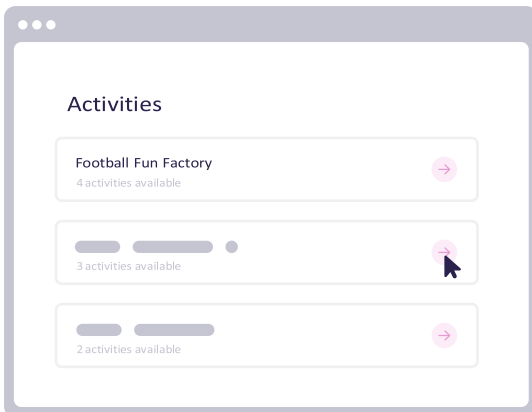 Activities
Football Fun Factory
4 activities available
3 activities available
2 activities available